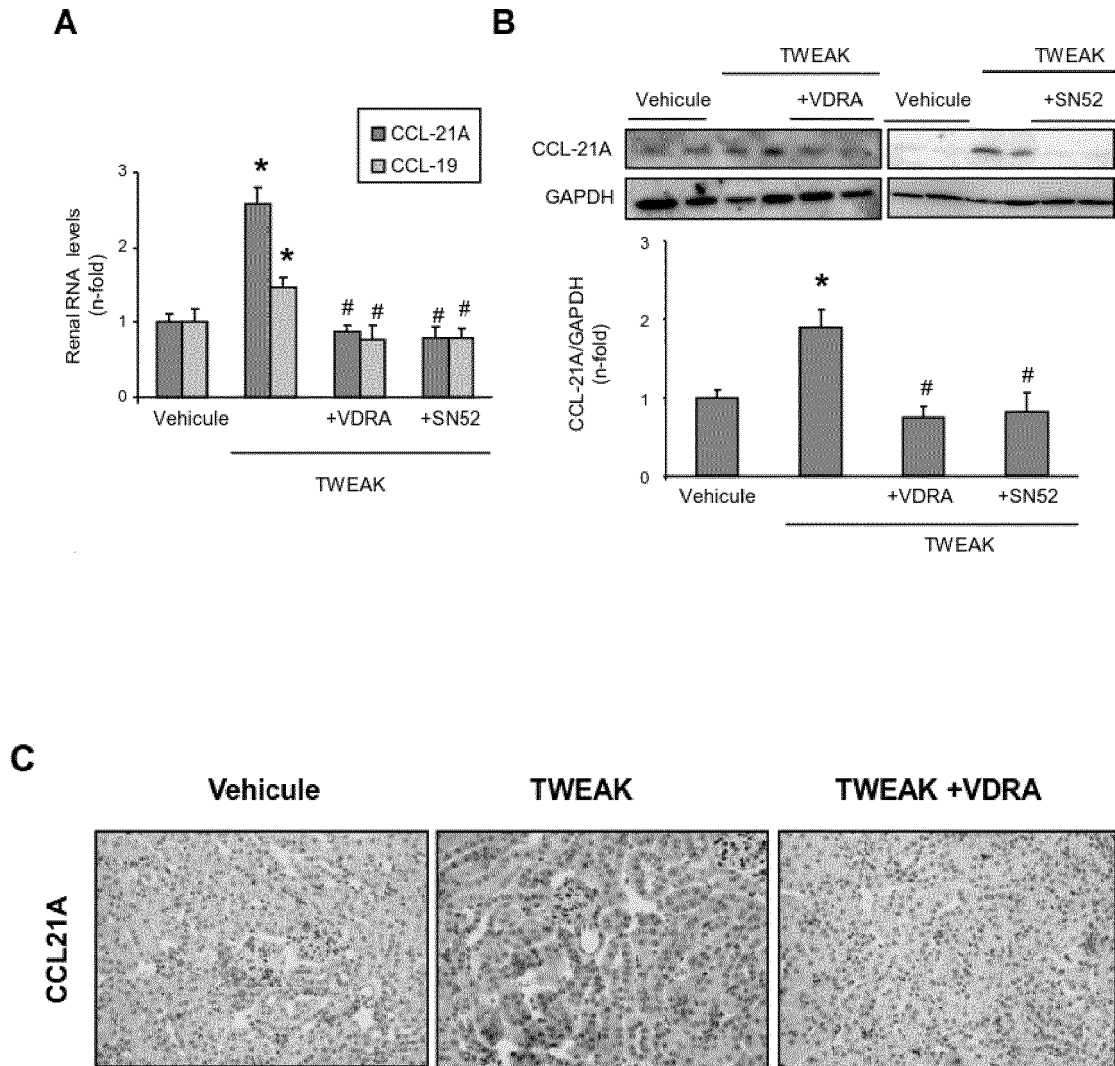 A
CCL-21A
CCL-19
Renal RNA levels
(n-fold)
3
2
1
0
*
*
# # # #
Vehicule +VDRA +SN52
TWEAK
B
TWEAK TWEAK
Vehicule +VDRA Vehicule +SN52
CCL-21A
GAPDH
CCL-21A/GAPDH
(n-fold)
3
2
1
0
*
# #
Vehicule +VDRA +SN52
TWEAK
C
Vehicule TWEAK TWEAK +VDRA
CCL21A